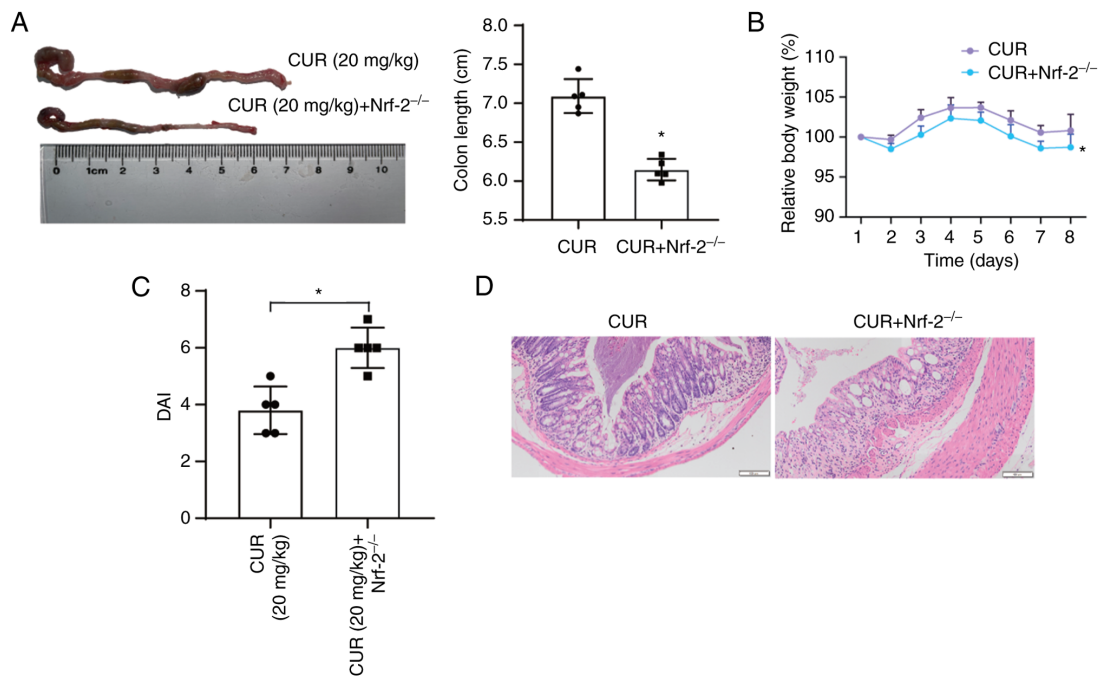 A
CUR (20 mg/kg)
CUR (20 mg/kg)+Nrf-2⁻/⁻
0 1cm 2 3 4 5 6 7 8 9 10
Colon length (cm)
8.0
7.5
7.0
6.5
6.0
5.5
*
CUR CUR+Nrf-2⁻/⁻
B
Relative body weight (%)
110
105
100
95
90
CUR
CUR+Nrf-2⁻/⁻
*
1 2 3 4 5 6 7 8
Time (days)
C
DAI
8
6
4
2
0
*
CUR
(20 mg/kg)
CUR (20 mg/kg)+
Nrf-2⁻/⁻
D
CUR
CUR+Nrf-2⁻/⁻